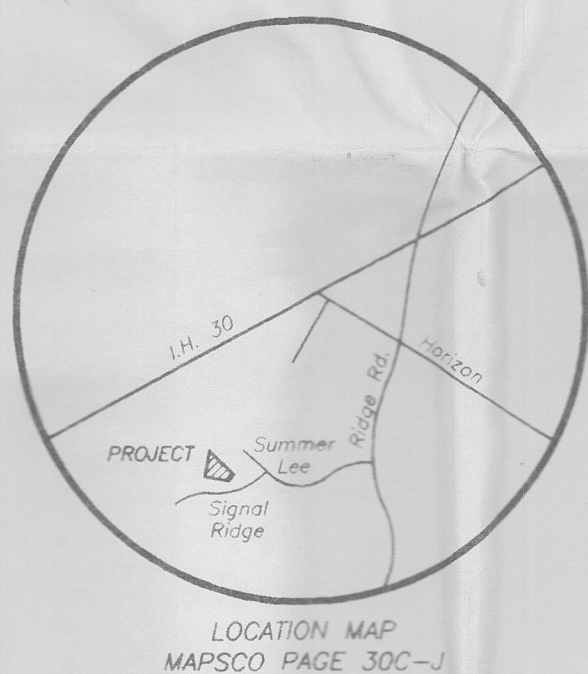 I.H. 30
Horizon
Ridge Rd.
PROJECT
Summer
Lee
Signal
Ridge
LOCATION MAP
MAPSCO PAGE 30C-J